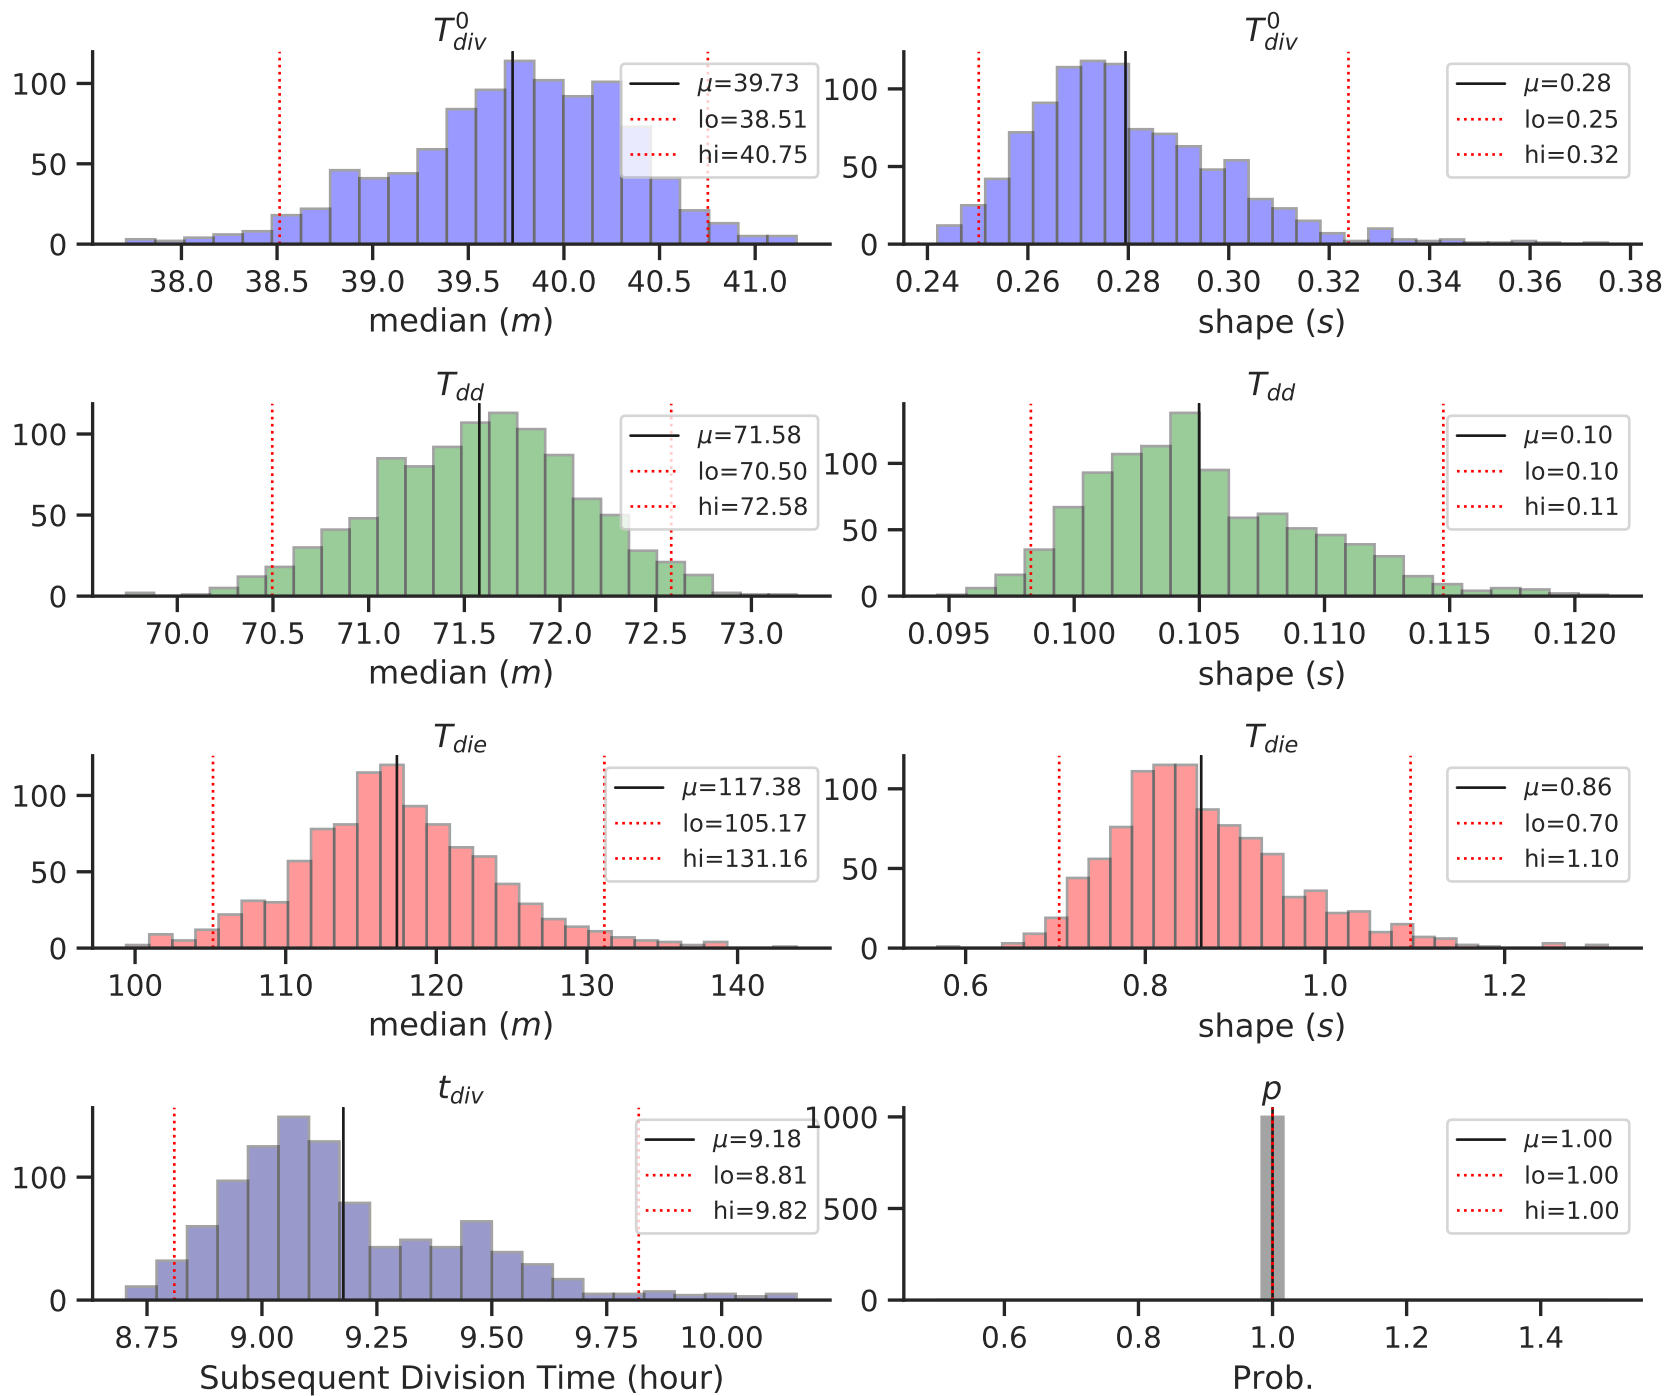 T⁰div
100
50
0
μ=39.73
lo=38.51
hi=40.75
38.0 38.5 39.0 39.5 40.0 40.5 41.0
median (m)
T⁰div
100
50
0
μ=0.28
lo=0.25
hi=0.32
0.24 0.26 0.28 0.30 0.32 0.34 0.36 0.38
shape (s)
Tdd
100
50
0
μ=71.58
lo=70.50
hi=72.58
70.0 70.5 71.0 71.5 72.0 72.5 73.0
median (m)
Tdd
100
50
0
μ=0.10
lo=0.10
hi=0.11
0.095 0.100 0.105 0.110 0.115 0.120
shape (s)
Tdie
100
50
0
μ=117.38
lo=105.17
hi=131.16
100 110 120 130 140
median (m)
Tdie
100
50
0
μ=0.86
lo=0.70
hi=1.10
0.6 0.8 1.0 1.2
shape (s)
tdiv
100
0
μ=9.18
lo=8.81
hi=9.82
8.75 9.00 9.25 9.50 9.75 10.00
Subsequent Division Time (hour)
p
1000
500
0
μ=1.00
lo=1.00
hi=1.00
0.6 0.8 1.0 1.2 1.4
Prob.